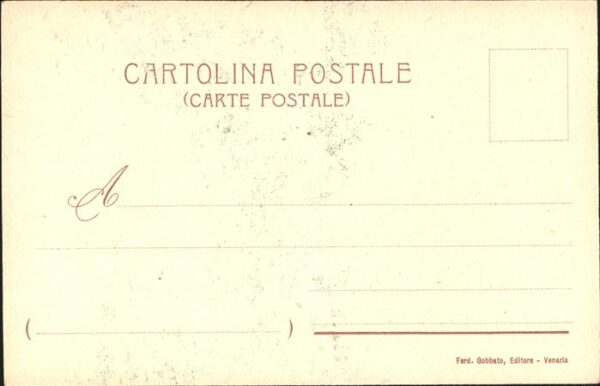 CARTOLINA POSTALE
(CARTE POSTALE)
A
( )
Ferd. Gobbato, Editore - Venezia